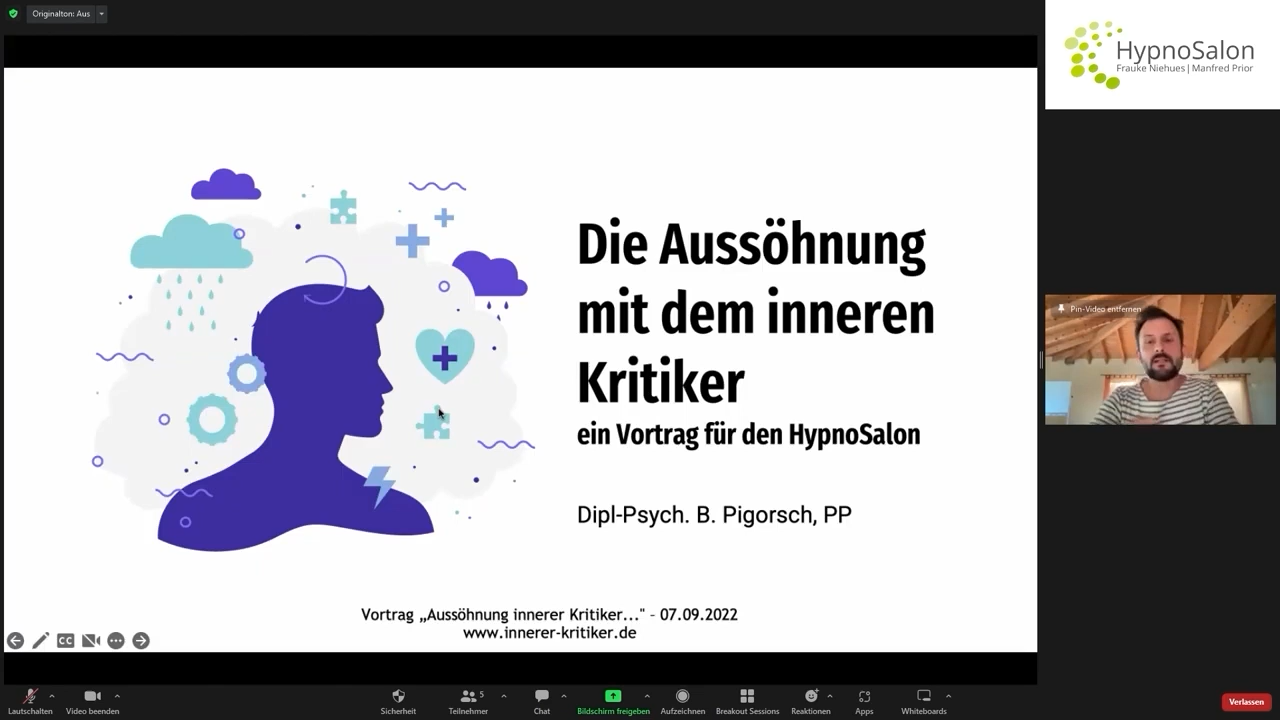 Originalton: Aus
HypnoSalon
Frauke Niehues | Manfred Prior
Die Aussöhnung
mit dem inneren
Kritiker
ein Vortrag für den HypnoSalon
Dipl-Psych. B. Pigorsch, PP
Vortrag „Aussöhnung innerer Kritiker..." - 07.09.2022
www.innerer-kritiker.de
Pin-Video entfernen
CC
Lautschalten
Video beenden
Sicherheit
5
Teilnehmer
Chat
Bildschirm freigeben
Aufzeichnen
Breakout Sessions
Reaktionen
Apps
Whiteboards
Verlassen